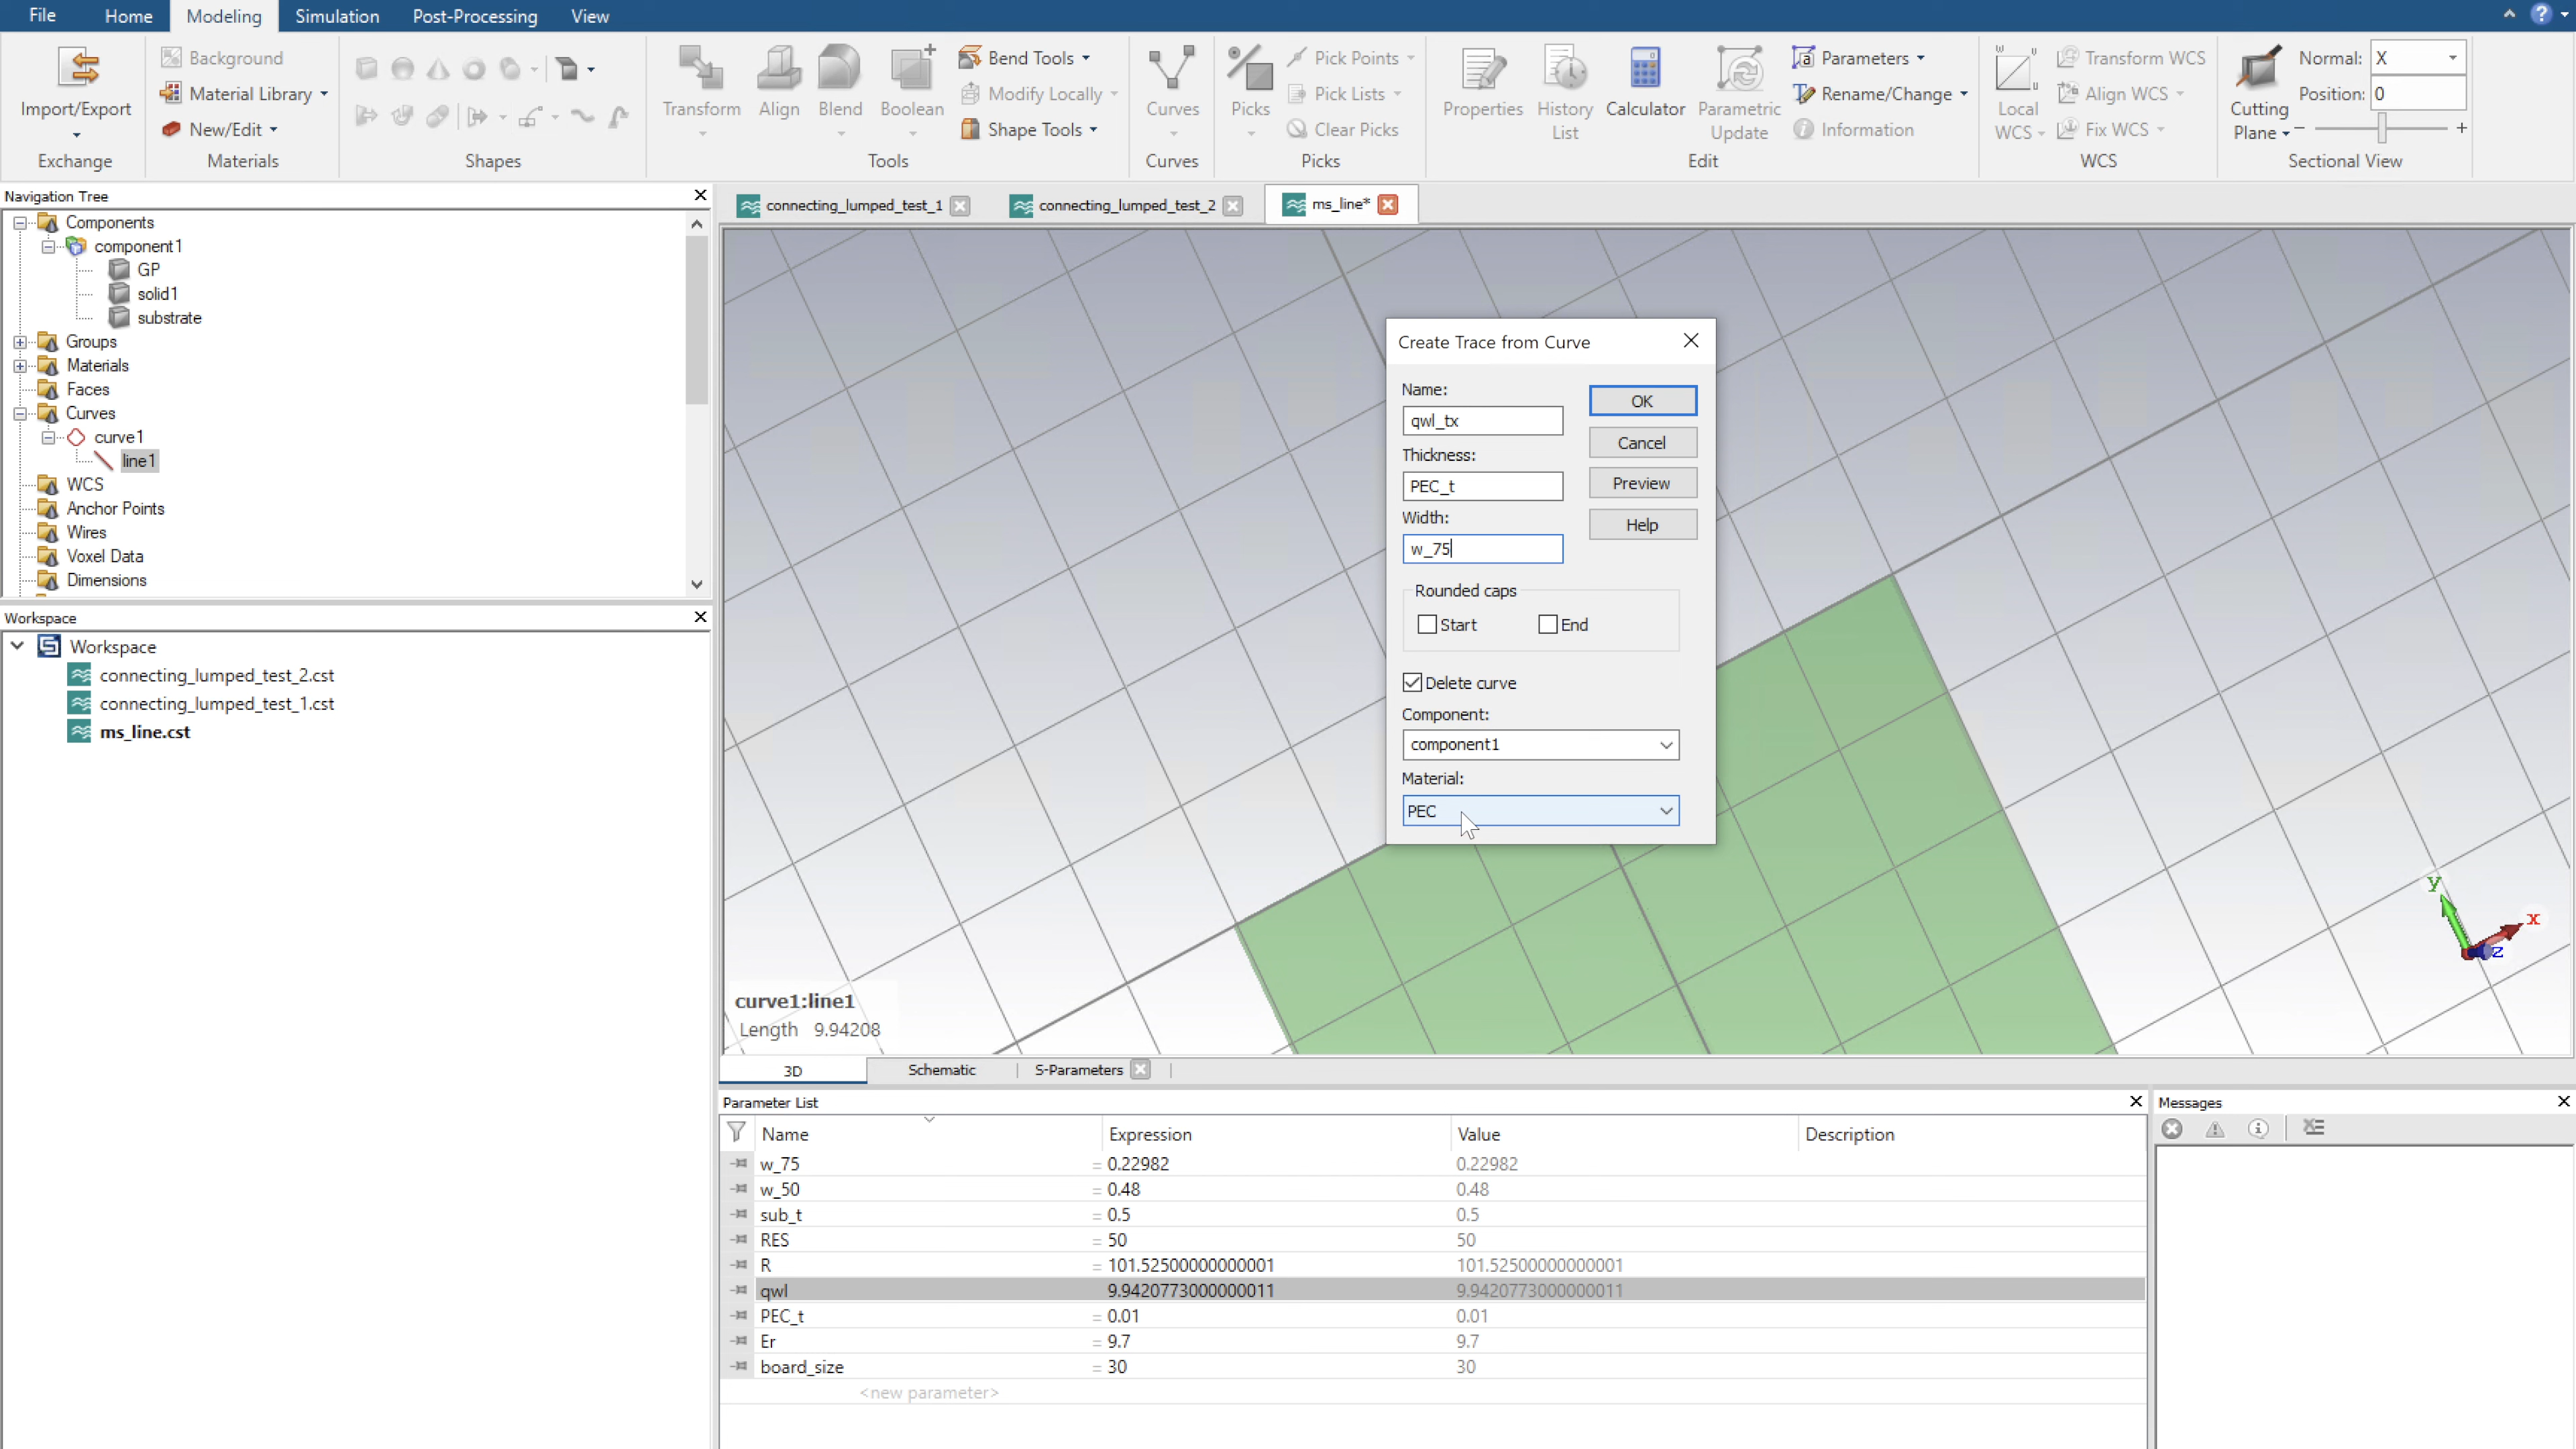 File Home Modeling Simulation Post-Processing View
Import/Export
Exchange
Background
Material Library
New/Edit
Materials
Shapes
Transform
Align
Blend
Boolean
Bend Tools
Modify Locally
Shape Tools
Tools
Curves
Curves
Picks
Pick Points
Pick Lists
Clear Picks
Picks
Properties
History
List
Calculator
Parametric
Update
Parameters
Rename/Change
Information
Edit
w
u
u
Local
WCS
Transform WCS
Align WCS
Fix WCS
WCS
Cutting
Plane
Normal: X
Position: 0
Sectional View
Navigation Tree
Components
component1
GP
solid1
substrate
Groups
Materials
Faces
Curves
curve1
line1
WCS
Anchor Points
Wires
Voxel Data
Dimensions
Workspace
Workspace
connecting_lumped_test_2.cst
connecting_lumped_test_1.cst
ms_line.cst
connecting_lumped_test_1 connecting_lumped_test_2 ms_line*
Create Trace from Curve
Name:
qwl_tx
Thickness:
PEC_t
Width:
w_75
OK
Cancel
Preview
Help
Rounded caps
Start End
Delete curve
Component:
component1
Material:
PEC
y
x
z
curve1:line1
Length 9.94208
3D Schematic S-Parameters
Parameter List
Name Expression Value Description
w_75 = 0.22982 0.22982
w_50 = 0.48 0.48
sub_t = 0.5 0.5
RES = 50 50
R = 101.52500000000001 101.52500000000001
qwl 9.9420773000000011 9.9420773000000011
PEC_t = 0.01 0.01
Er = 9.7 9.7
board_size = 30 30
<new parameter>
Messages